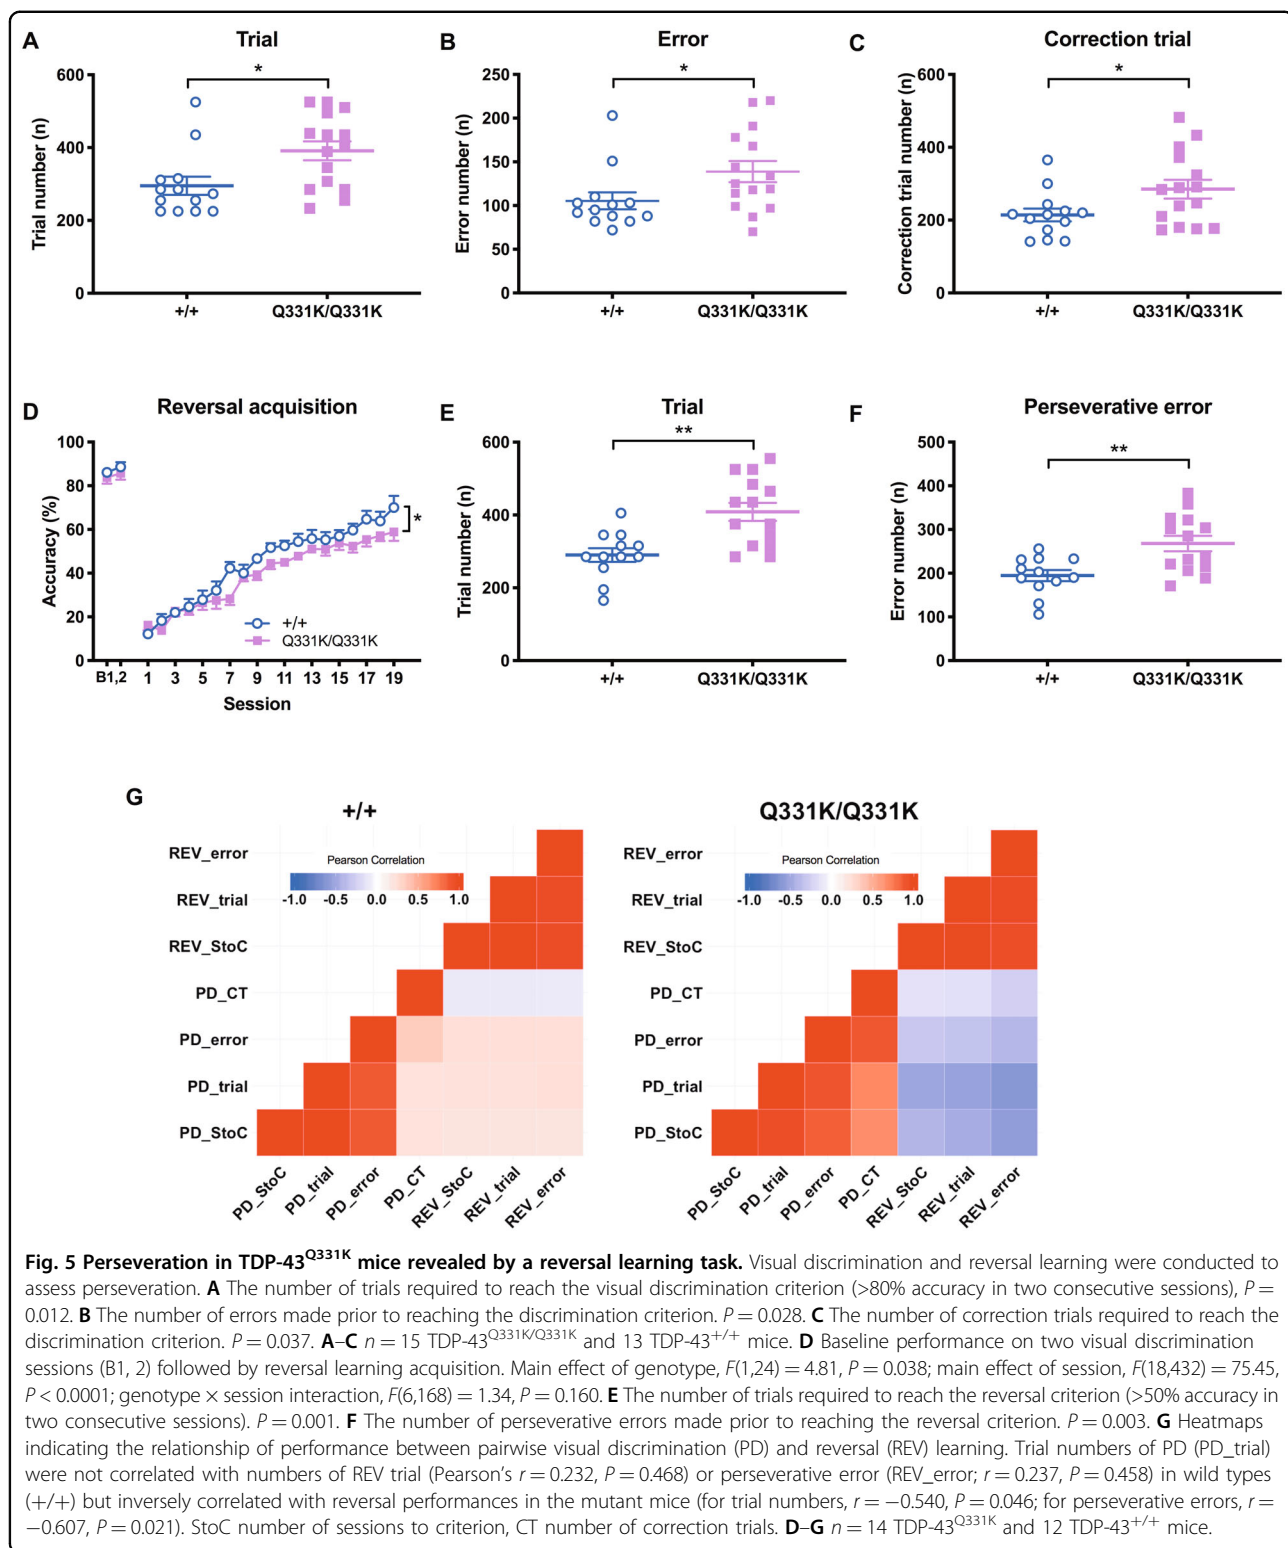 A
Trial
Trial number (n)
600
400
200
0
*
+/+
Q331K/Q331K
B
Error
Error number (n)
250
200
150
100
50
0
*
+/+
Q331K/Q331K
C
Correction trial
Correction trial number (n)
600
400
200
0
*
+/+
Q331K/Q331K
D
Reversal acquisition
Accuracy (%)
100
80
60
40
20
0
*
+/+
Q331K/Q331K
B1,2 1 3 5 7 9 11 13 15 17 19
Session
E
Trial
Trial number (n)
600
400
200
0
**
+/+
Q331K/Q331K
F
Perseverative error
Error number (n)
500
400
300
200
100
0
**
+/+
Q331K/Q331K
G
+/+
Pearson Correlation
-1.0 -0.5 0.0 0.5 1.0
REV_error
REV_trial
REV_StoC
PD_CT
PD_error
PD_trial
PD_StoC
PD_StoC PD_trial PD_error PD_CT REV_StoC REV_trial REV_error
Q331K/Q331K
Pearson Correlation
-1.0 -0.5 0.0 0.5 1.0
REV_error
REV_trial
REV_StoC
PD_CT
PD_error
PD_trial
PD_StoC
PD_StoC PD_trial PD_error PD_CT REV_StoC REV_trial REV_error
Fig. 5 Perseveration in TDP-43^Q331K mice revealed by a reversal learning task. Visual discrimination and reversal learning were conducted to
assess perseveration. A The number of trials required to reach the visual discrimination criterion (>80% accuracy in two consecutive sessions), P =
0.012. B The number of errors made prior to reaching the discrimination criterion. P = 0.028. C The number of correction trials required to reach the
discrimination criterion. P = 0.037. A–C n = 15 TDP-43^Q331K/Q331K and 13 TDP-43^+/+ mice. D Baseline performance on two visual discrimination
sessions (B1, 2) followed by reversal learning acquisition. Main effect of genotype, F(1,24) = 4.81, P = 0.038; main effect of session, F(18,432) = 75.45,
P < 0.0001; genotype × session interaction, F(6,168) = 1.34, P = 0.160. E The number of trials required to reach the reversal criterion (>50% accuracy in
two consecutive sessions). P = 0.001. F The number of perseverative errors made prior to reaching the reversal criterion. P = 0.003. G Heatmaps
indicating the relationship of performance between pairwise visual discrimination (PD) and reversal (REV) learning. Trial numbers of PD (PD_trial)
were not correlated with numbers of REV trial (Pearson's r = 0.232, P = 0.468) or perseverative error (REV_error; r = 0.237, P = 0.458) in wild types
(+/+) but inversely correlated with reversal performances in the mutant mice (for trial numbers, r = −0.540, P = 0.046; for perseverative errors, r =
−0.607, P = 0.021). StoC number of sessions to criterion, CT number of correction trials. D–G n = 14 TDP-43^Q331K and 12 TDP-43^+/+ mice.